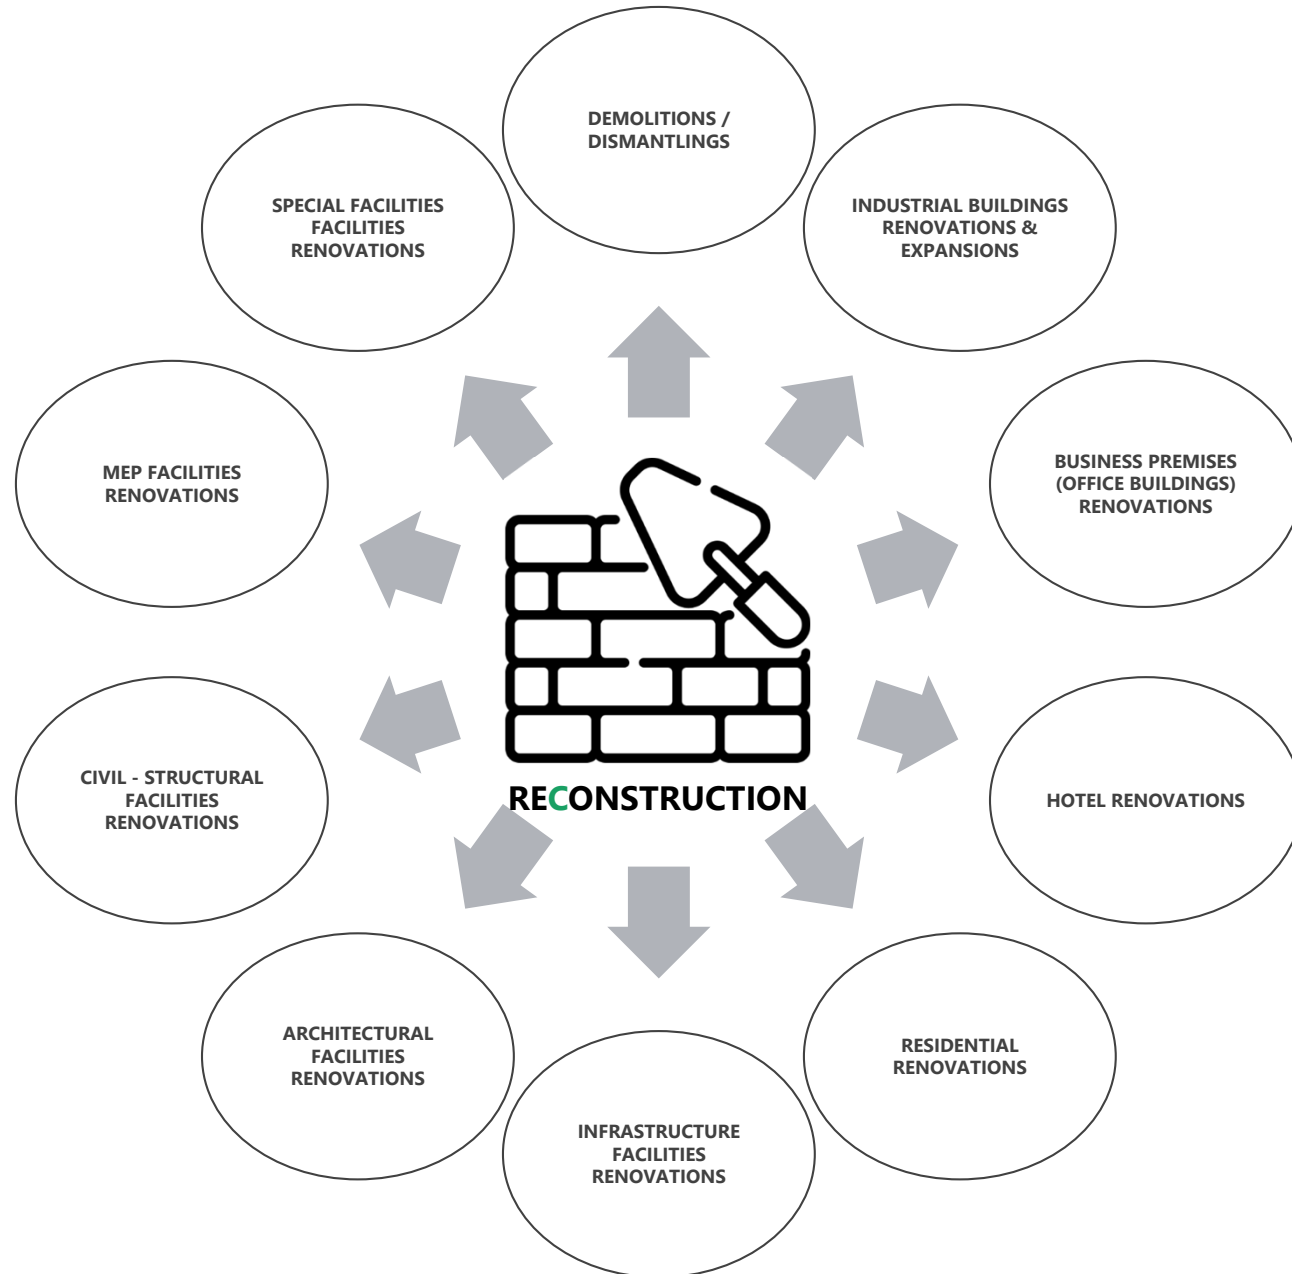 DEMOLITIONS /
DISMANTLINGS
INDUSTRIAL BUILDINGS
RENOVATIONS &
EXPANSIONS
BUSINESS PREMISES
(OFFICE BUILDINGS)
RENOVATIONS
HOTEL RENOVATIONS
RESIDENTIAL
RENOVATIONS
INFRASTRUCTURE
FACILITIES
RENOVATIONS
ARCHITECTURAL
FACILITIES
RENOVATIONS
CIVIL - STRUCTURAL
FACILITIES
RENOVATIONS
MEP FACILITIES
RENOVATIONS
SPECIAL FACILITIES
FACILITIES
RENOVATIONS
RECONSTRUCTION